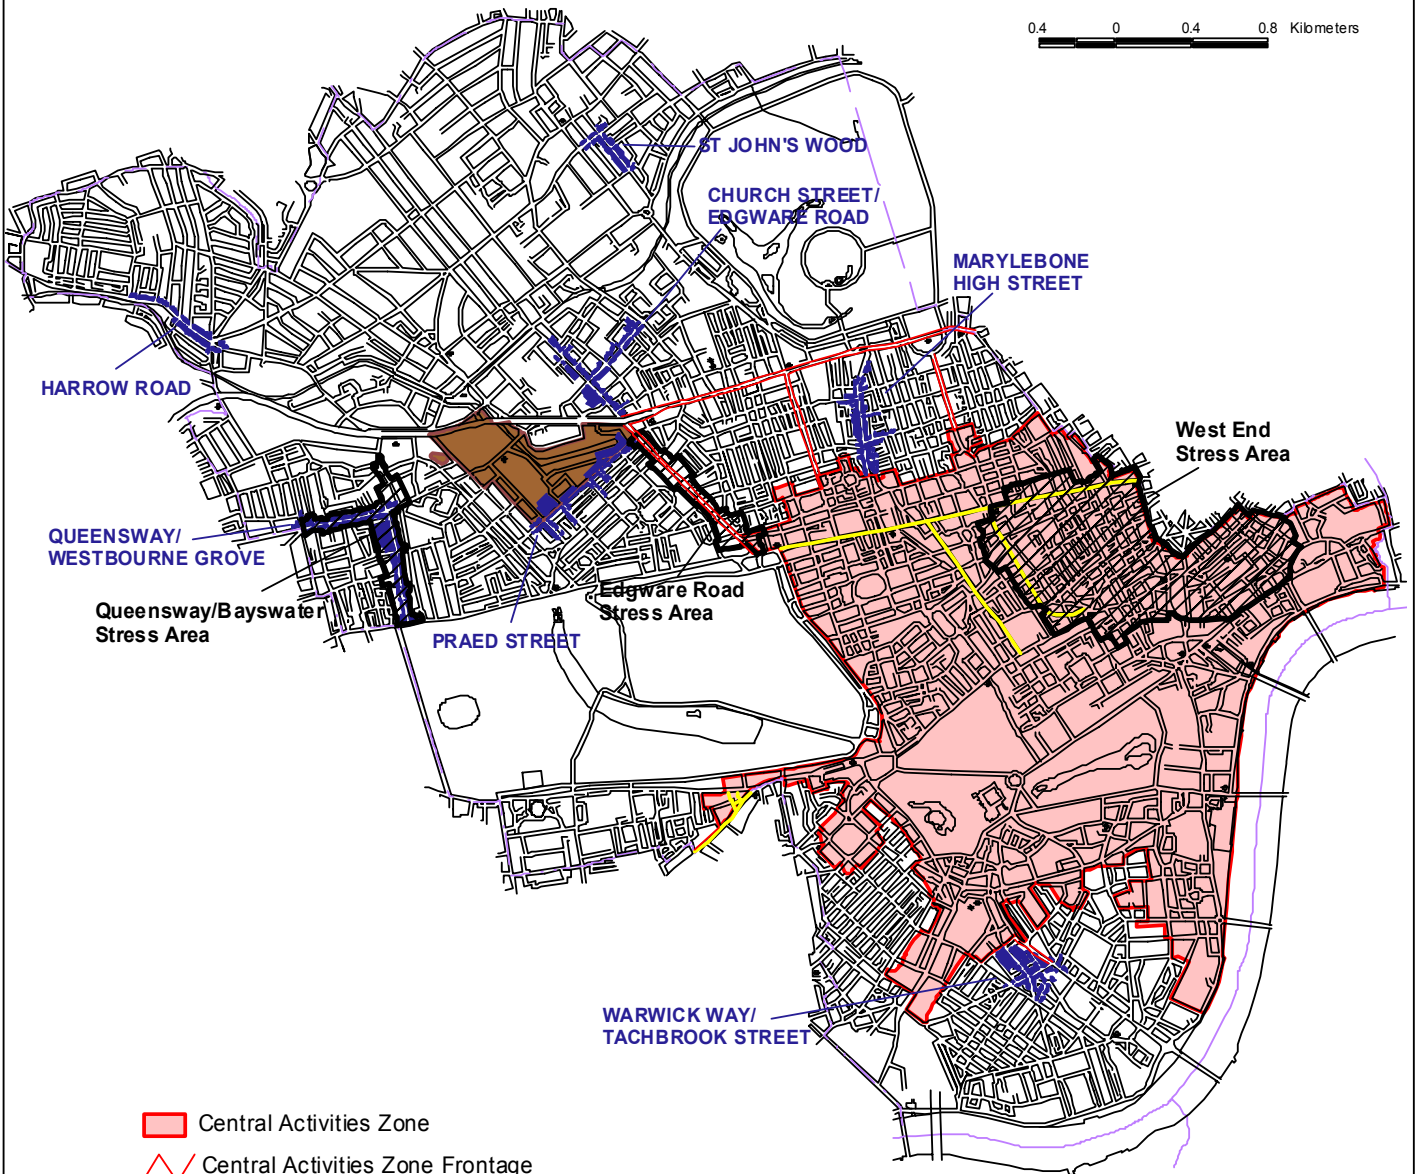 0.4 0 0.4 0.8 Kilometers
ST JOHN'S WOOD
CHURCH STREET/
EDGWARE ROAD
MARYLEBONE
HIGH STREET
HARROW ROAD
West End
Stress Area
QUEENSWAY/
WESTBOURNE GROVE
Queensway/Bayswater
Stress Area
Edgware Road
Stress Area
PRAED STREET
WARWICK WAY/
TACHBROOK STREET
Central Activities Zone
Central Activities Zone Frontage